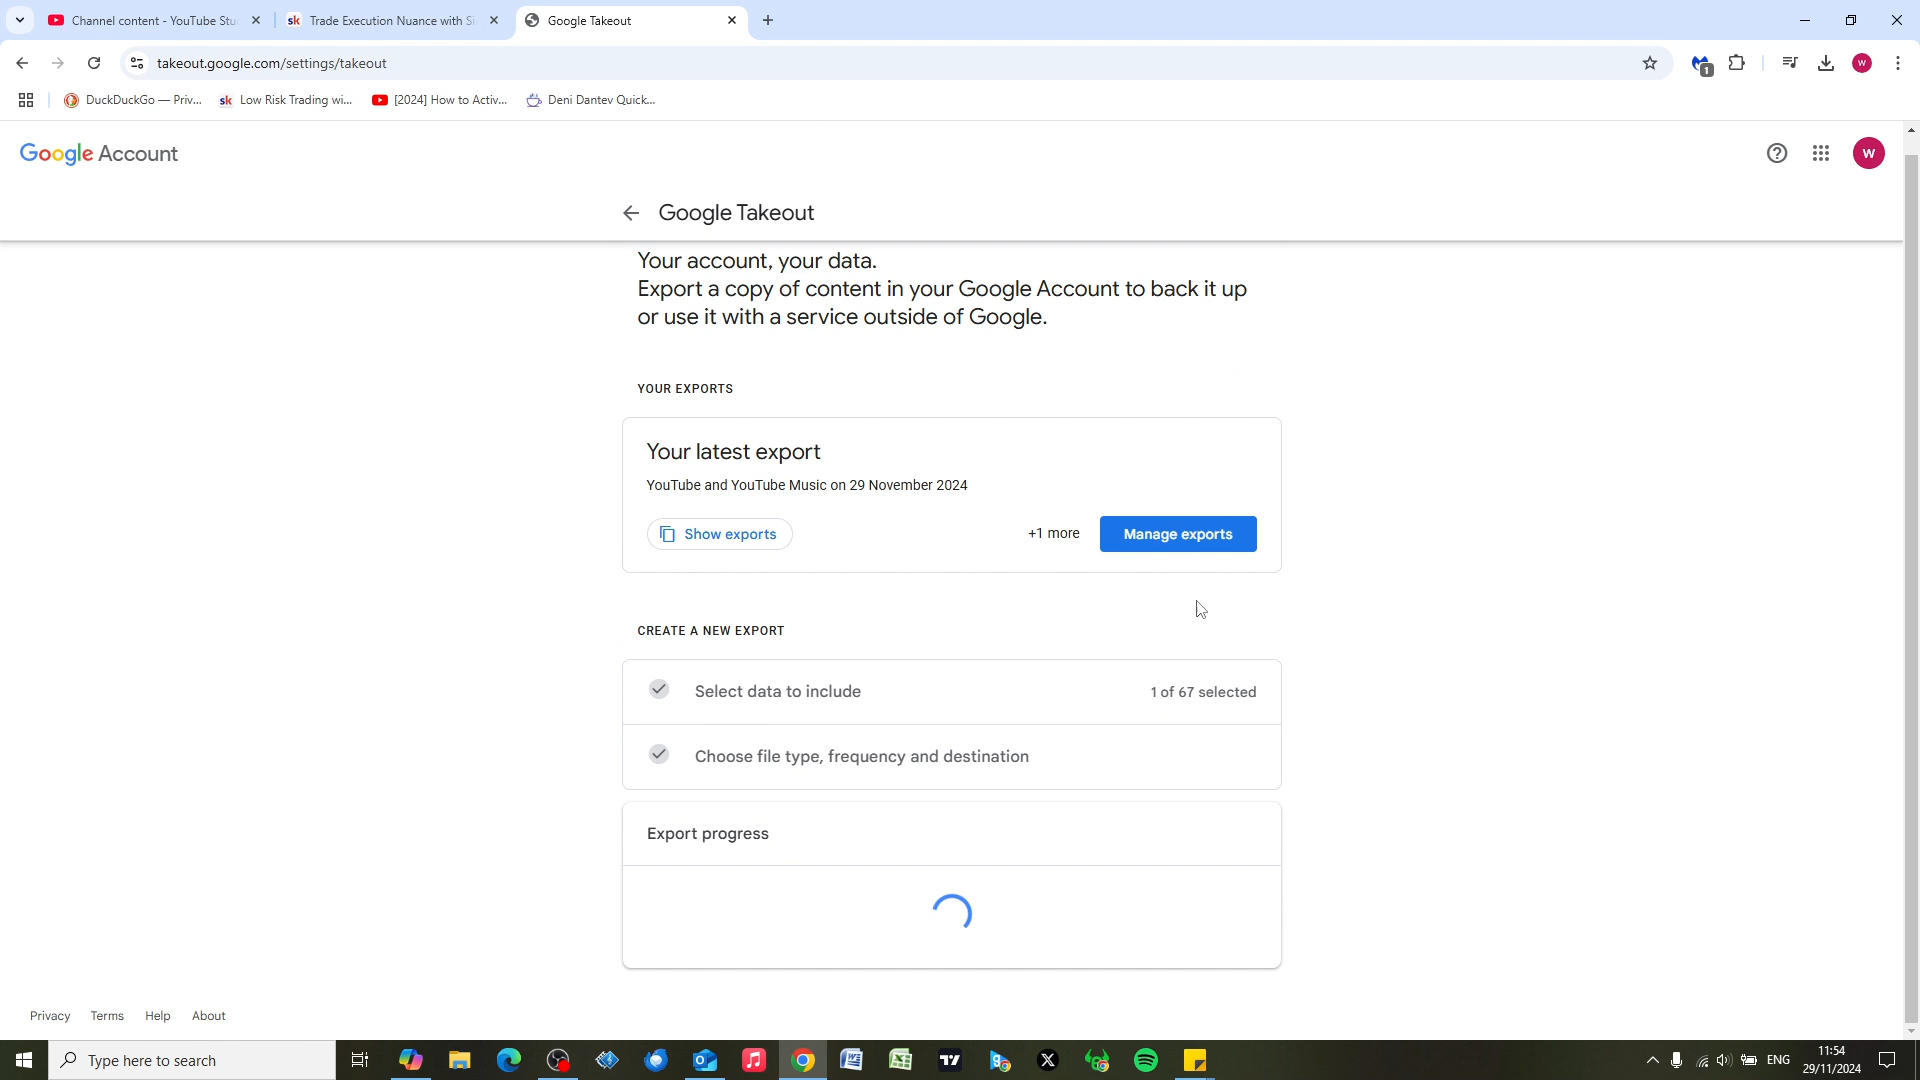 Channel content - YouTube Stu
Trade Execution Nuance with Si
Google Takeout
takeout.google.com/settings/takeout
1
W
DuckDuckGo — Priv...
sk
Low Risk Trading wi...
[2024] How to Activ...
Deni Dantev Quick...
Google Account
W
Google Takeout
Your account, your data.
Export a copy of content in your Google Account to back it up
or use it with a service outside of Google.
YOUR EXPORTS
Your latest export
YouTube and YouTube Music on 29 November 2024
Show exports
+1 more
Manage exports
CREATE A NEW EXPORT
Select data to include
1 of 67 selected
Choose file type, frequency and destination
Export progress
Privacy
Terms
Help
About
Type here to search
ENG
11:54
29/11/2024